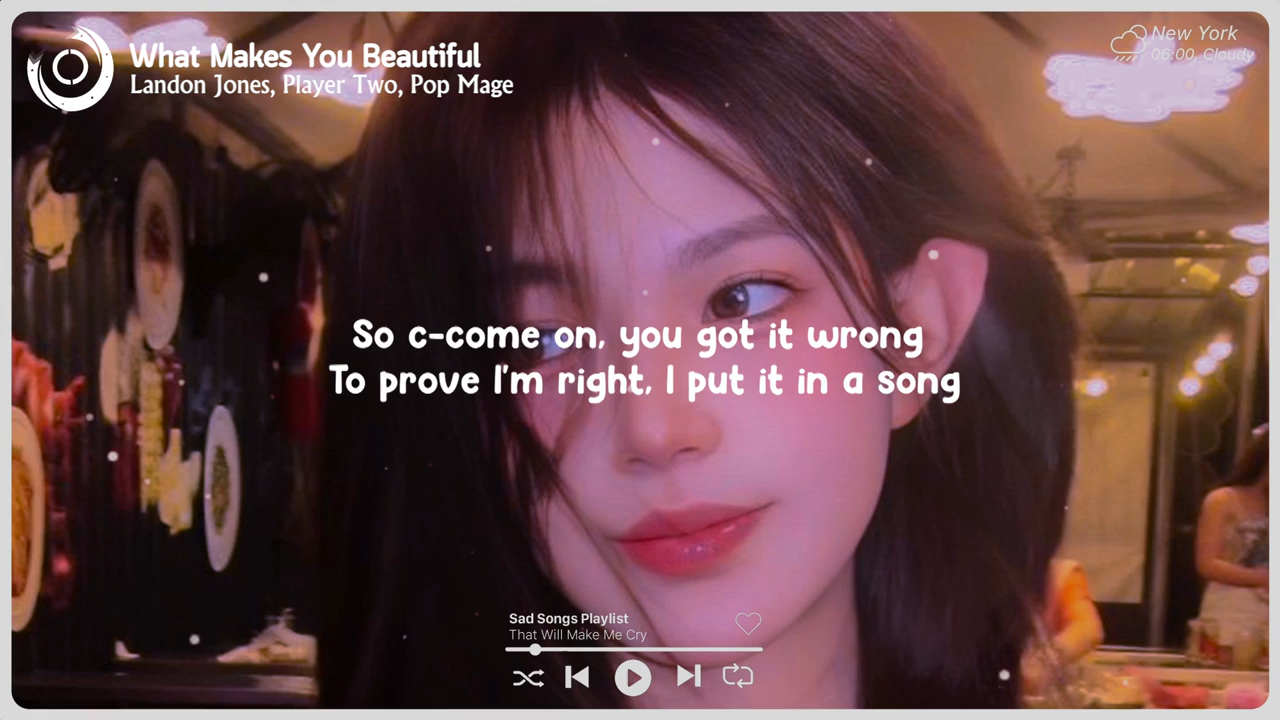 What Makes You Beautiful
Landon Jones, Player Two, Pop Mage
New York
06:00, Cloudy
So c-come on, you got it wrong
To prove I'm right, I put it in a song
Sad Songs Playlist
That Will Make Me Cry